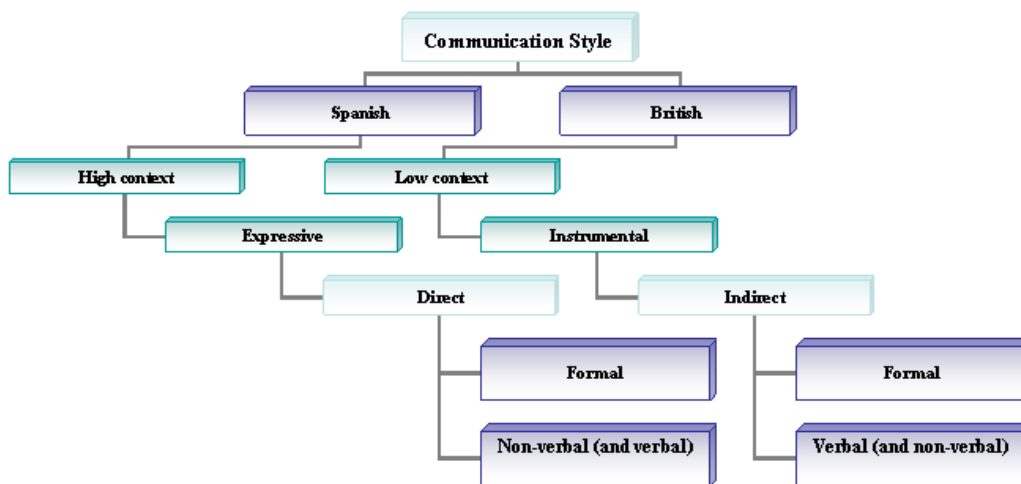 Communication Style
Spanish
British
High context
Low context
Expressive
Instrumental
Direct
Indirect
Formal
Formal
Non-verbal (and verbal)
Verbal (and non-verbal)